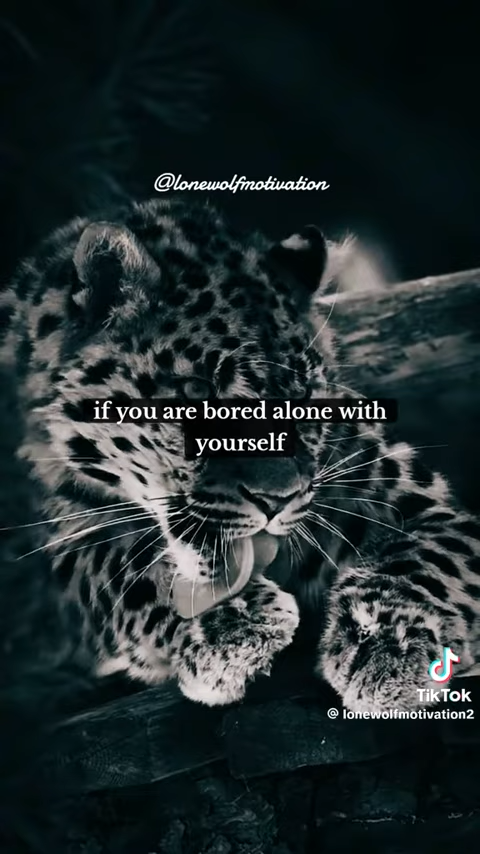 @lonewolfmotivation
if you are bored alone with
yourself
TikTok
@ lonewolfmotivation2